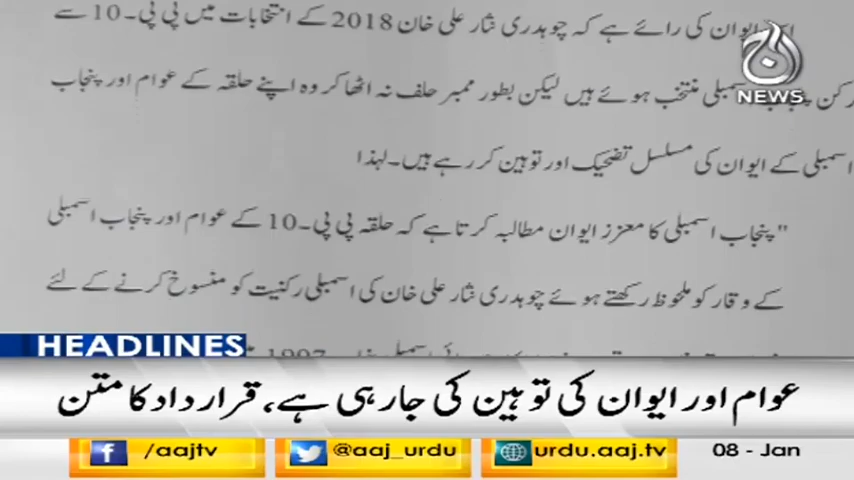 ایوان کی رائے ہے کہ چوہدری نثار علی خان 2018 کے انتخابات میں پی پی۔10 سے
منتخب ہوئے ہیں لیکن بطور ممبر حلف نہ اٹھا کر وہ اپنے حلقہ کے عوام اور پنجاب
اسمبلی کے ایوان کی مسلسل تضحیک اور توہین کر رہے ہیں۔ لہذا
"پنجاب اسمبلی کا معزز ایوان مطالبہ کرتا ہے کہ حلقہ پی پی۔10 کے عوام اور پنجاب اسمبلی
کے وقار کو ملحوظ رکھتے ہوئے چوہدری نثار علی خان کی اسمبلی رکنیت کو منسوخ کرنے کے لئے
آج
NEWS
HEADLINES
عوام اور ایوان کی توہین کی جارہی ہے، قرارداد کا متن
/aajtv
@aaj_urdu
urdu.aaj.tv
08 - Jan